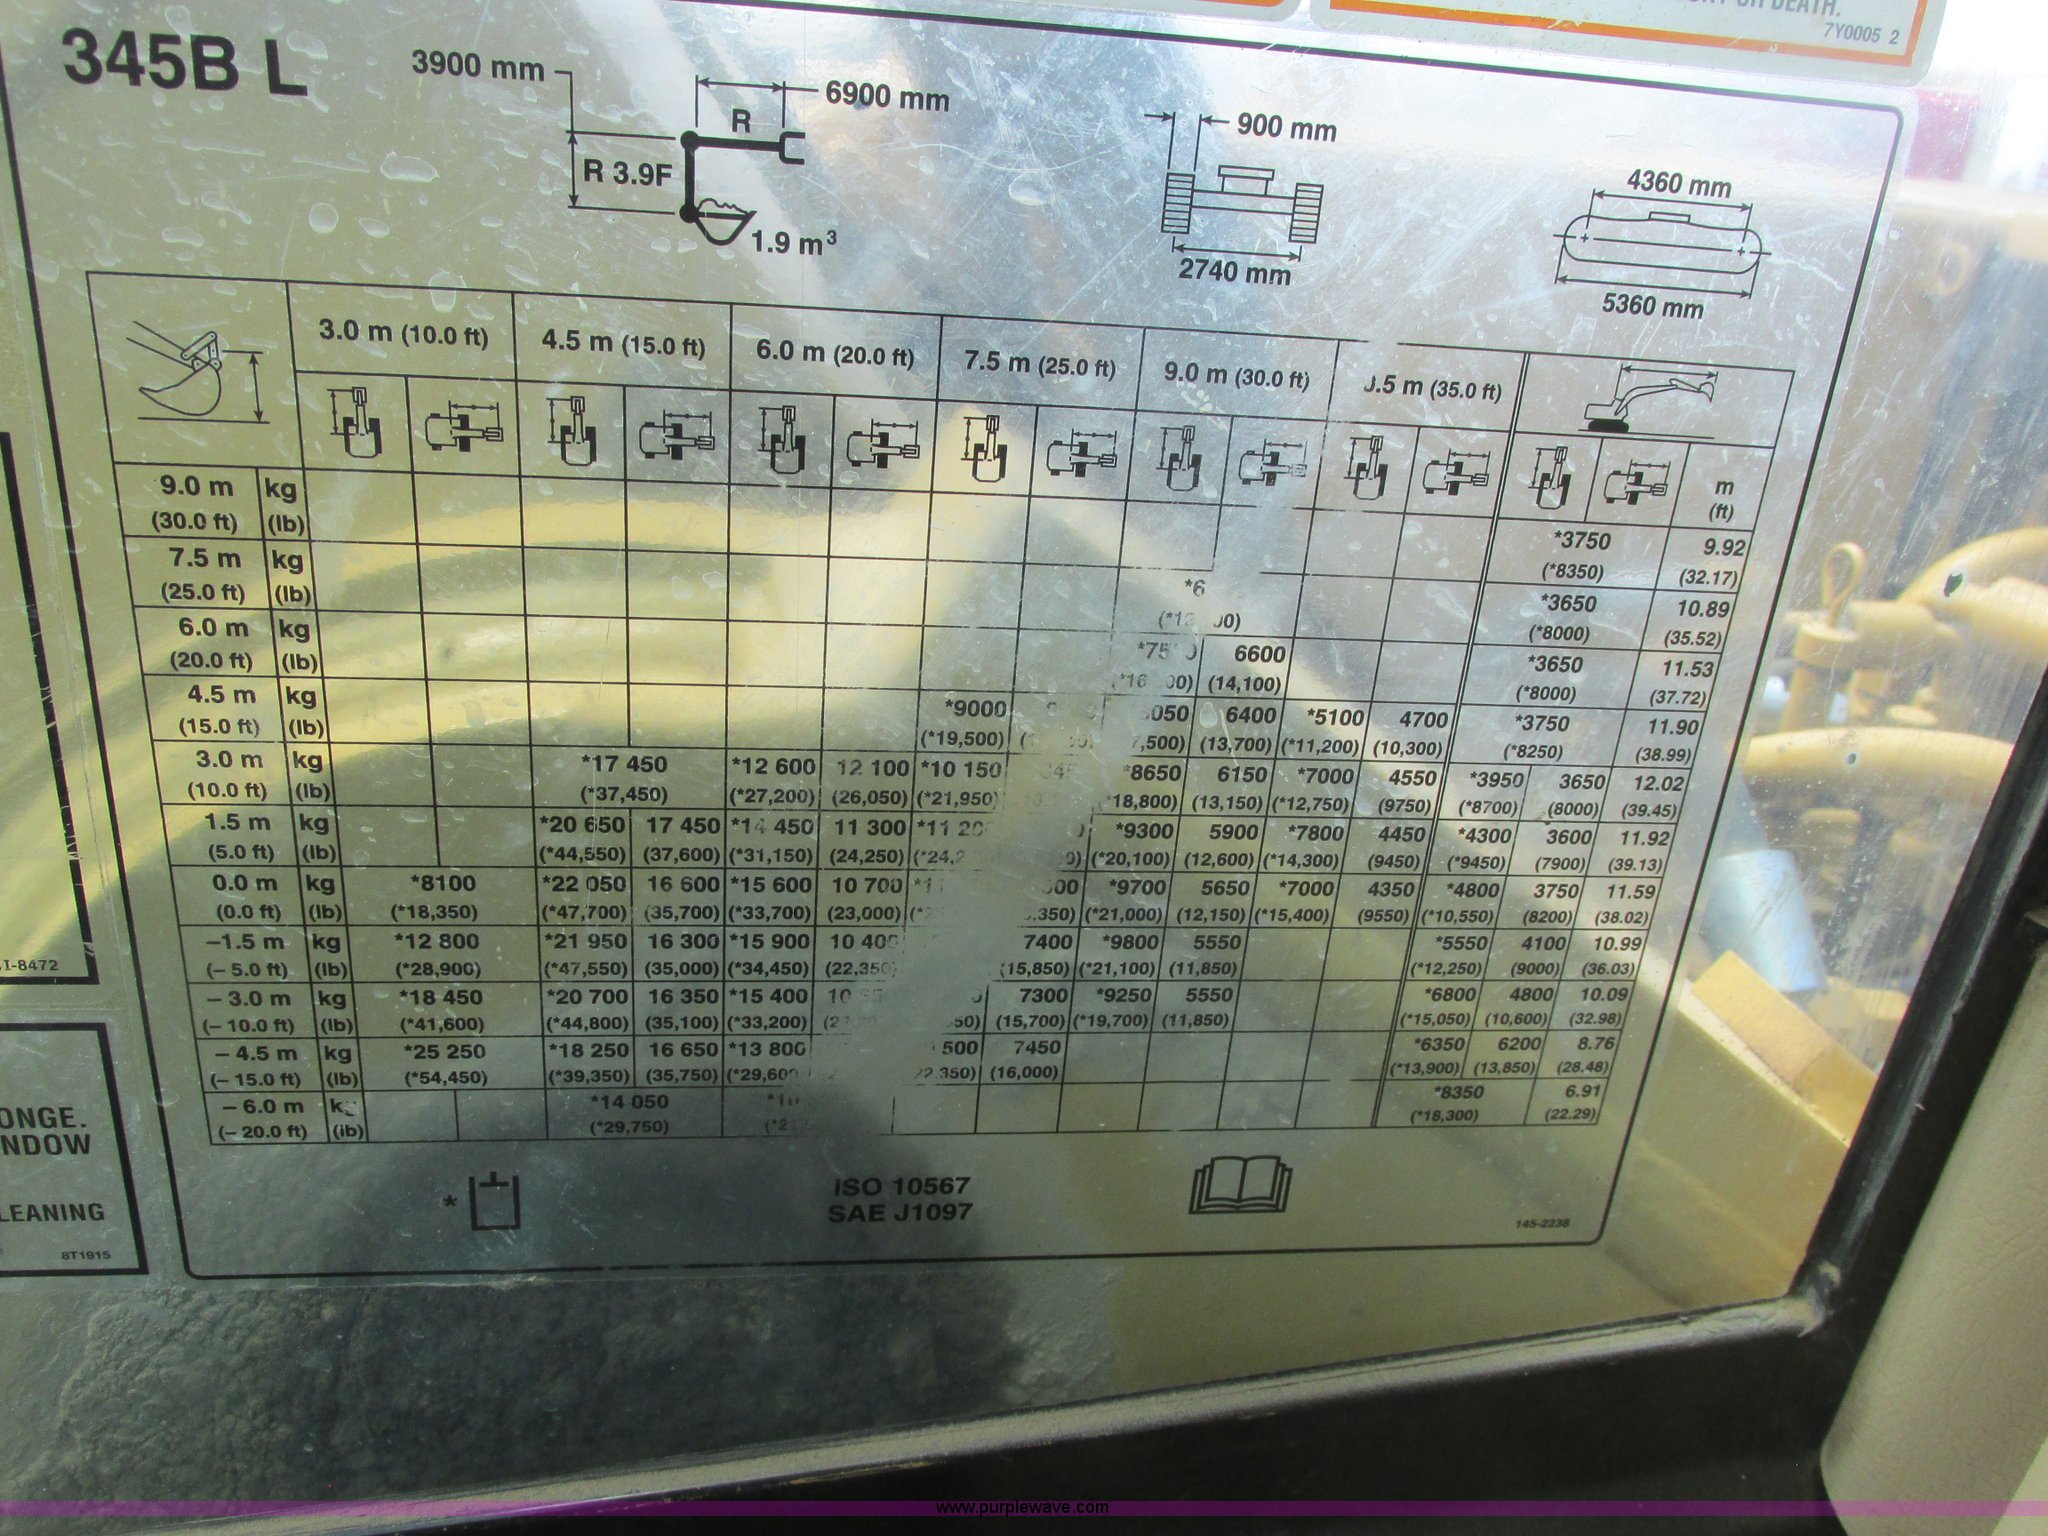 OR DEATH.
7Y0005 2
345B L
3900 mm
6900 mm
R
R 3.9F
1.9 m³
900 mm
2740 mm
4360 mm
5360 mm
3.0 m (10.0 ft) 4.5 m (15.0 ft) 6.0 m (20.0 ft) 7.5 m (25.0 ft) 9.0 m (30.0 ft) .5 m (35.0 ft)
m
(ft)
9.0 m kg *3750 9.92
(30.0 ft) (lb) (*8350) (32.17)
7.5 m kg *3650 10.89
(25.0 ft) (lb) (*8000) (35.52)
6.0 m kg 6600 *3650 11.53
(20.0 ft) (lb) (14,100) (*8000) (37.72)
4.5 m kg *9000 6400 *5100 4700 *3750 11.90
(15.0 ft) (lb) (*19,500) (13,700) (*11,200) (10,300) (*8250) (38.99)
3.0 m kg *17 450 *12 600 12 100 *10 150 *8650 6150 *7000 4550 *3950 3650 12.02
(10.0 ft) (lb) (*37,450) (*27,200) (26,050) (*21,950) (*18,800) (13,150) (*12,750) (9750) (*8700) (8000) (39.45)
1.5 m kg *20 650 17 450 *14 450 11 300 *9300 5900 *7800 4450 *4300 3600 11.92
(5.0 ft) (lb) (*44,550) (37,600) (*31,150) (24,250) (*20,100) (12,600) (*14,300) (9450) (*9450) (7900) (39.13)
0.0 m kg *8100 *22 050 16 600 *15 600 10 700 *9700 5650 *7000 4350 *4800 3750 11.59
(0.0 ft) (lb) (*18,350) (*47,700) (35,700) (*33,700) (23,000) (*21,000) (12,150) (*15,400) (9550) (*10,550) (8200) (38.02)
–1.5 m kg *12 800 *21 950 16 300 *15 900 10 400 7400 *9800 5550 *5550 4100 10.99
(– 5.0 ft) (lb) (*28,900) (*47,550) (35,000) (*34,450) (22,350) (15,850) (*21,100) (11,850) (*12,250) (9000) (36.03)
– 3.0 m kg *18 450 *20 700 16 350 *15 400 7300 *9250 5550 *6800 4800 10.09
(– 10.0 ft) (lb) (*41,600) (*44,800) (35,100) (*33,200) (15,700) (*19,700) (11,850) (*15,050) (10,600) (32.98)
– 4.5 m kg *25 250 *18 250 16 650 *13 800 7450 *6350 6200 8.76
(– 15.0 ft) (lb) (*54,450) (*39,350) (35,750) (*29,600) (16,000) (*13,900) (13,850) (28.48)
– 6.0 m kg *14 050 *8350 6.91
(– 20.0 ft) (lb) (*29,750) (*18,300) (22.29)
*
ISO 10567
SAE J1097
145-2238
I-8472
ONGE.
NDOW
LEANING
8T1915
www.purplewave.com